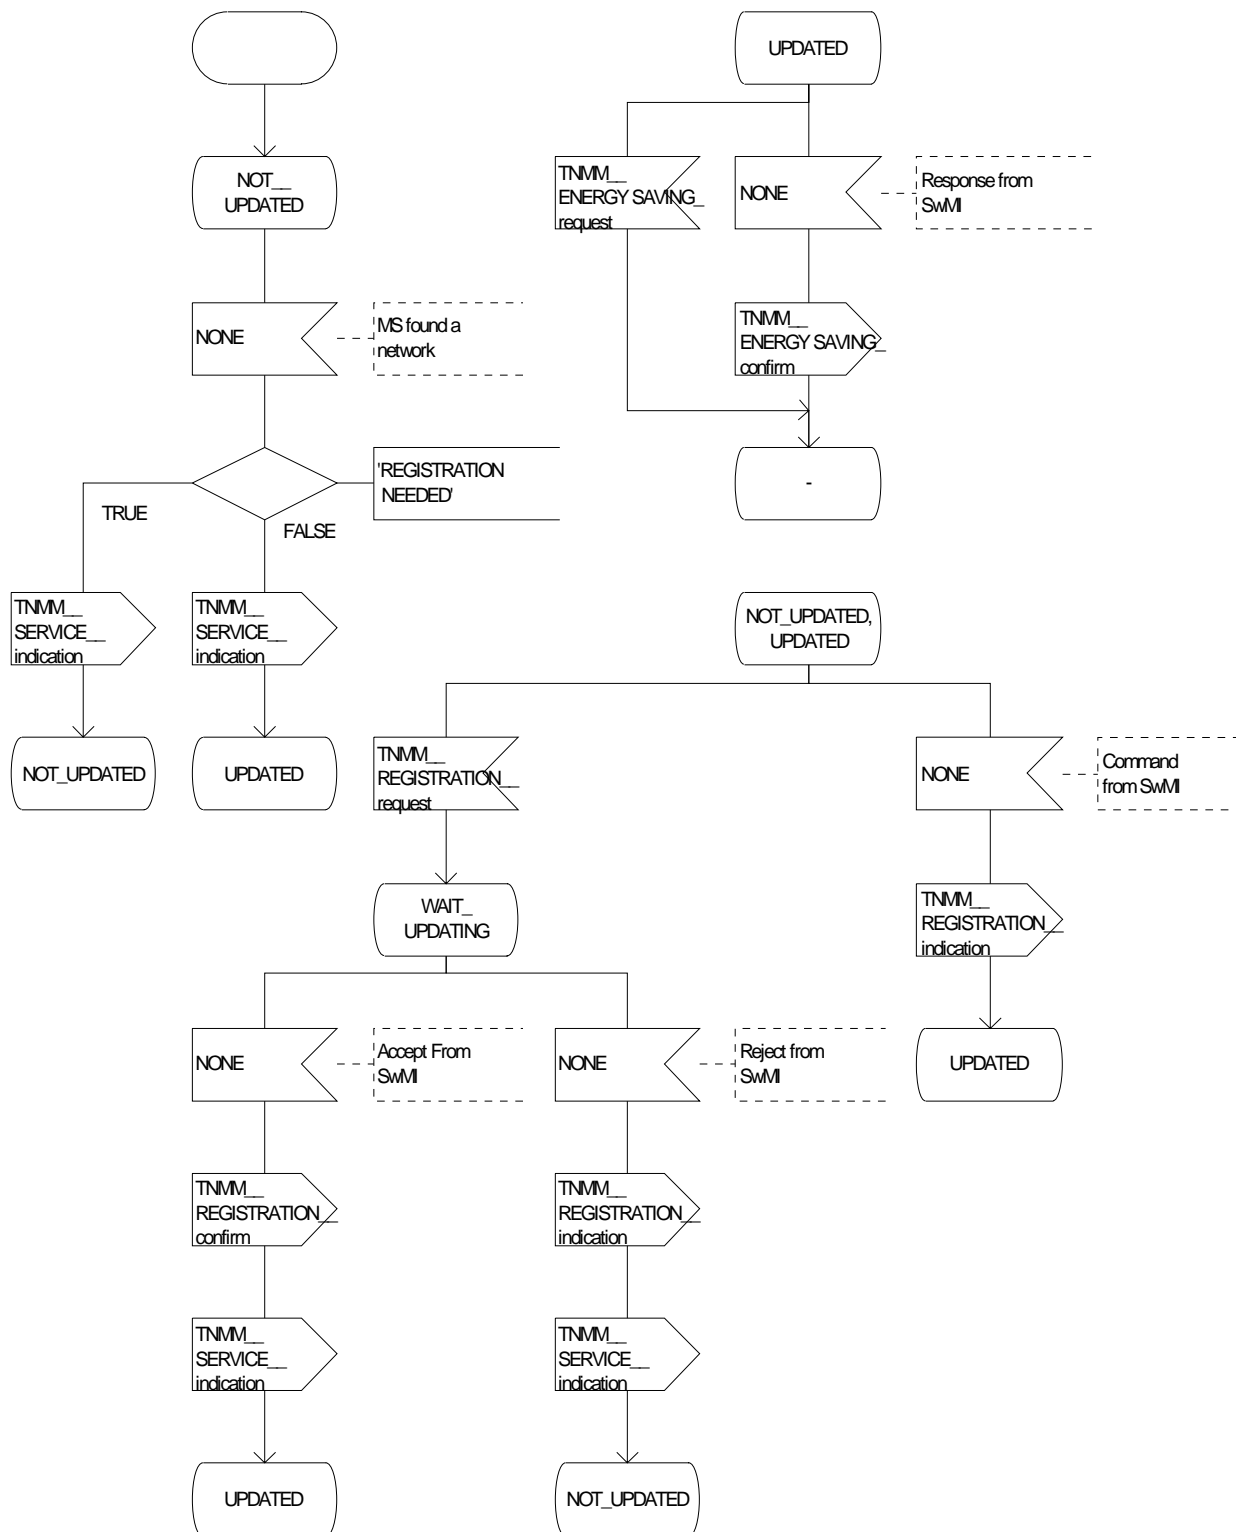 UPDATED
NOT__
UPDATED
TNMM__
ENERGY SAVING_
request
NONE
Response from
SwMI
NONE
MS found a
network
TNMM__
ENERGY SAVING_
confirm
'REGISTRATION
NEEDED'
-
TRUE
FALSE
TNMM__
SERVICE__
indication
TNMM__
SERVICE__
indication
NOT_UPDATED,
UPDATED
NOT_UPDATED
UPDATED
TNMM__
REGISTRATION__
request
NONE
Command
from SwMI
WAIT_
UPDATING
TNMM__
REGISTRATION__
indication
NONE
Accept From
SwMI
NONE
Reject from
SwMI
UPDATED
TNMM__
REGISTRATION__
confirm
TNMM__
REGISTRATION__
indication
TNMM__
SERVICE__
indication
TNMM__
SERVICE__
indication
UPDATED
NOT_UPDATED